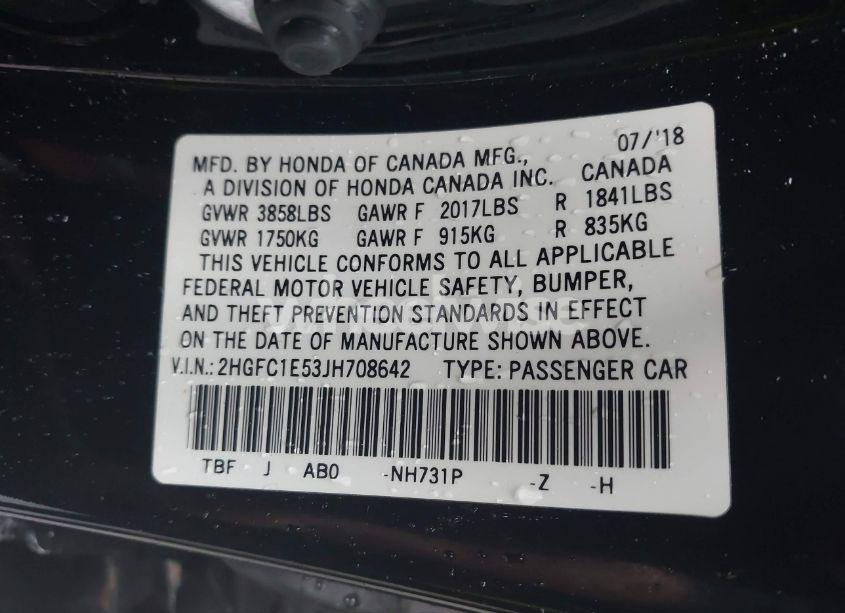 07/'18
MFD. BY HONDA OF CANADA MFG., CANADA
A DIVISION OF HONDA CANADA INC.
GVWR 3858LBS GAWR F 2017LBS R 1841LBS
GVWR 1750KG GAWR F 915KG R 835KG
THIS VEHICLE CONFORMS TO ALL APPLICABLE
FEDERAL MOTOR VEHICLE SAFETY, BUMPER,
AND THEFT PREVENTION STANDARDS IN EFFECT
ON THE DATE OF MANUFACTURE SHOWN ABOVE.
V.I.N.: 2HGFC1E53JH708642 TYPE: PASSENGER CAR
TBF J AB0 -NH731P -Z -H